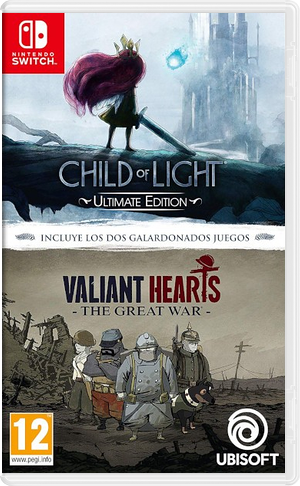 NINTENDO
SWITCH™
CHILD OF LIGHT
ULTIMATE EDITION
INCLUYE LOS DOS GALARDONADOS JUEGOS
VALIANT HEARTS
- THE GREAT WAR -
12
www.pegi.info
UBISOFT